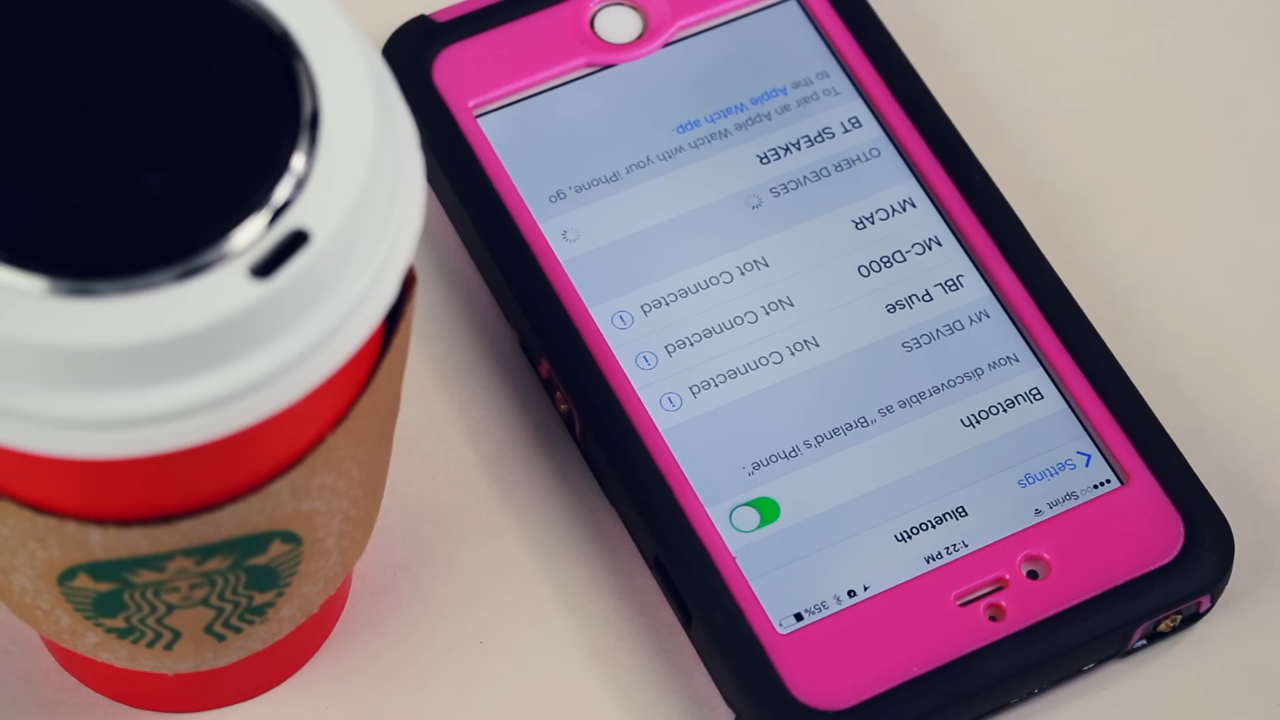 Sprint 1:22 PM 35%
Settings Bluetooth
Bluetooth
Now discoverable as "Breland's iPhone".
MY DEVICES
JBL Pulse Not Connected
MC-D800 Not Connected
MYCAR Not Connected
OTHER DEVICES
BT SPEAKER
To pair an Apple Watch with your iPhone, go
to the Apple Watch app.